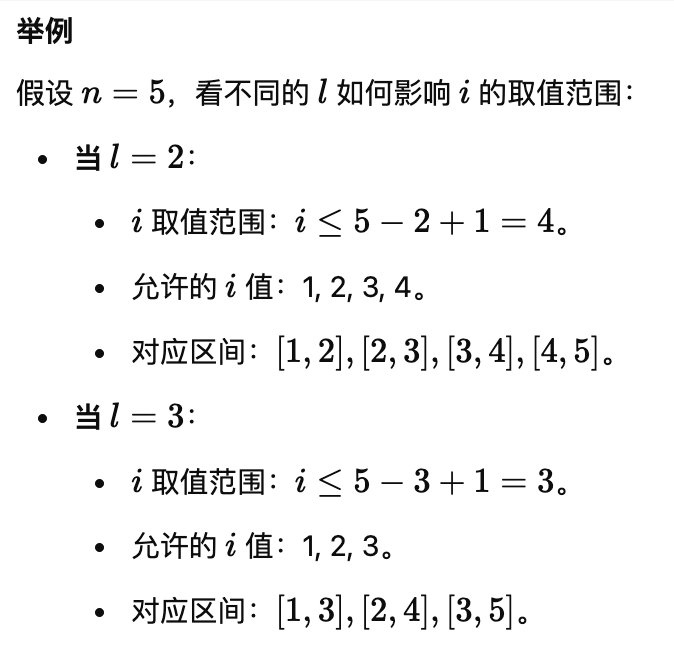 举例
假设 n = 5，看不同的 l 如何影响 i 的取值范围：
• 当 l = 2：
• i 取值范围：i ≤ 5 − 2 + 1 = 4。
• 允许的 i 值：1, 2, 3, 4。
• 对应区间：[1, 2], [2, 3], [3, 4], [4, 5]。
• 当 l = 3：
• i 取值范围：i ≤ 5 − 3 + 1 = 3。
• 允许的 i 值：1, 2, 3。
• 对应区间：[1, 3], [2, 4], [3, 5]。